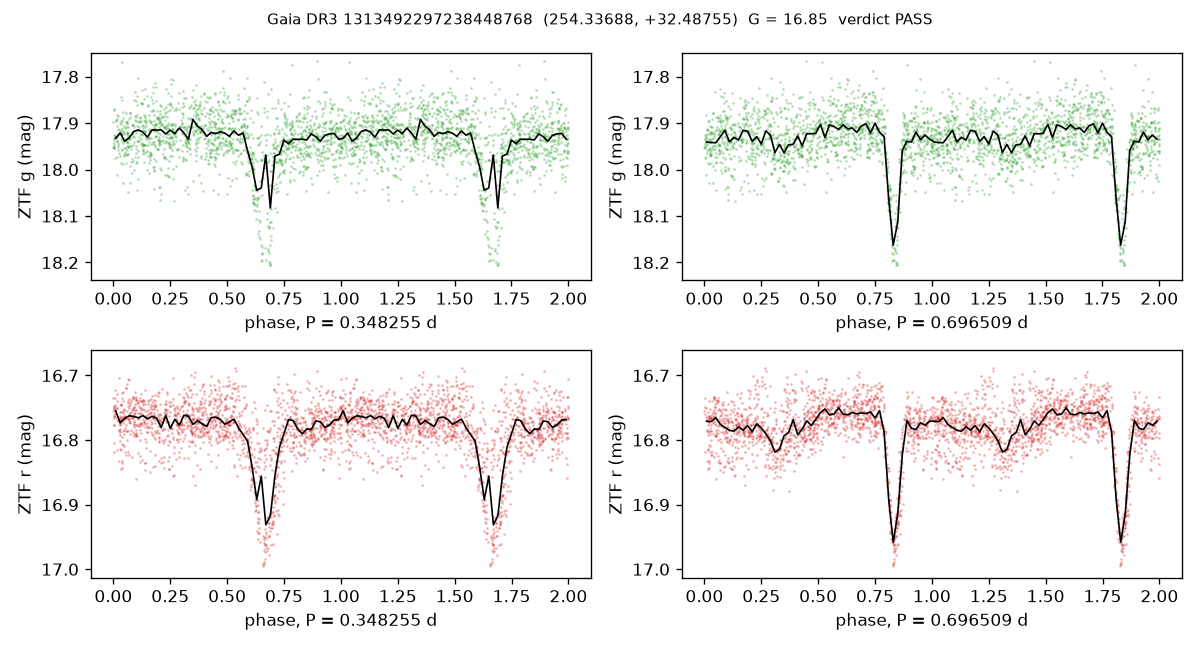 Gaia DR3 1313492297238448768  (254.33688, +32.48755)  G = 16.85  verdict PASS
ZTF g (mag)
17.8
17.9
18.0
18.1
18.2
0.00 0.25 0.50 0.75 1.00 1.25 1.50 1.75 2.00
phase, P = 0.348255 d
ZTF g (mag)
17.8
17.9
18.0
18.1
18.2
0.00 0.25 0.50 0.75 1.00 1.25 1.50 1.75 2.00
phase, P = 0.696509 d
ZTF r (mag)
16.7
16.8
16.9
17.0
0.00 0.25 0.50 0.75 1.00 1.25 1.50 1.75 2.00
phase, P = 0.348255 d
ZTF r (mag)
16.7
16.8
16.9
17.0
0.00 0.25 0.50 0.75 1.00 1.25 1.50 1.75 2.00
phase, P = 0.696509 d